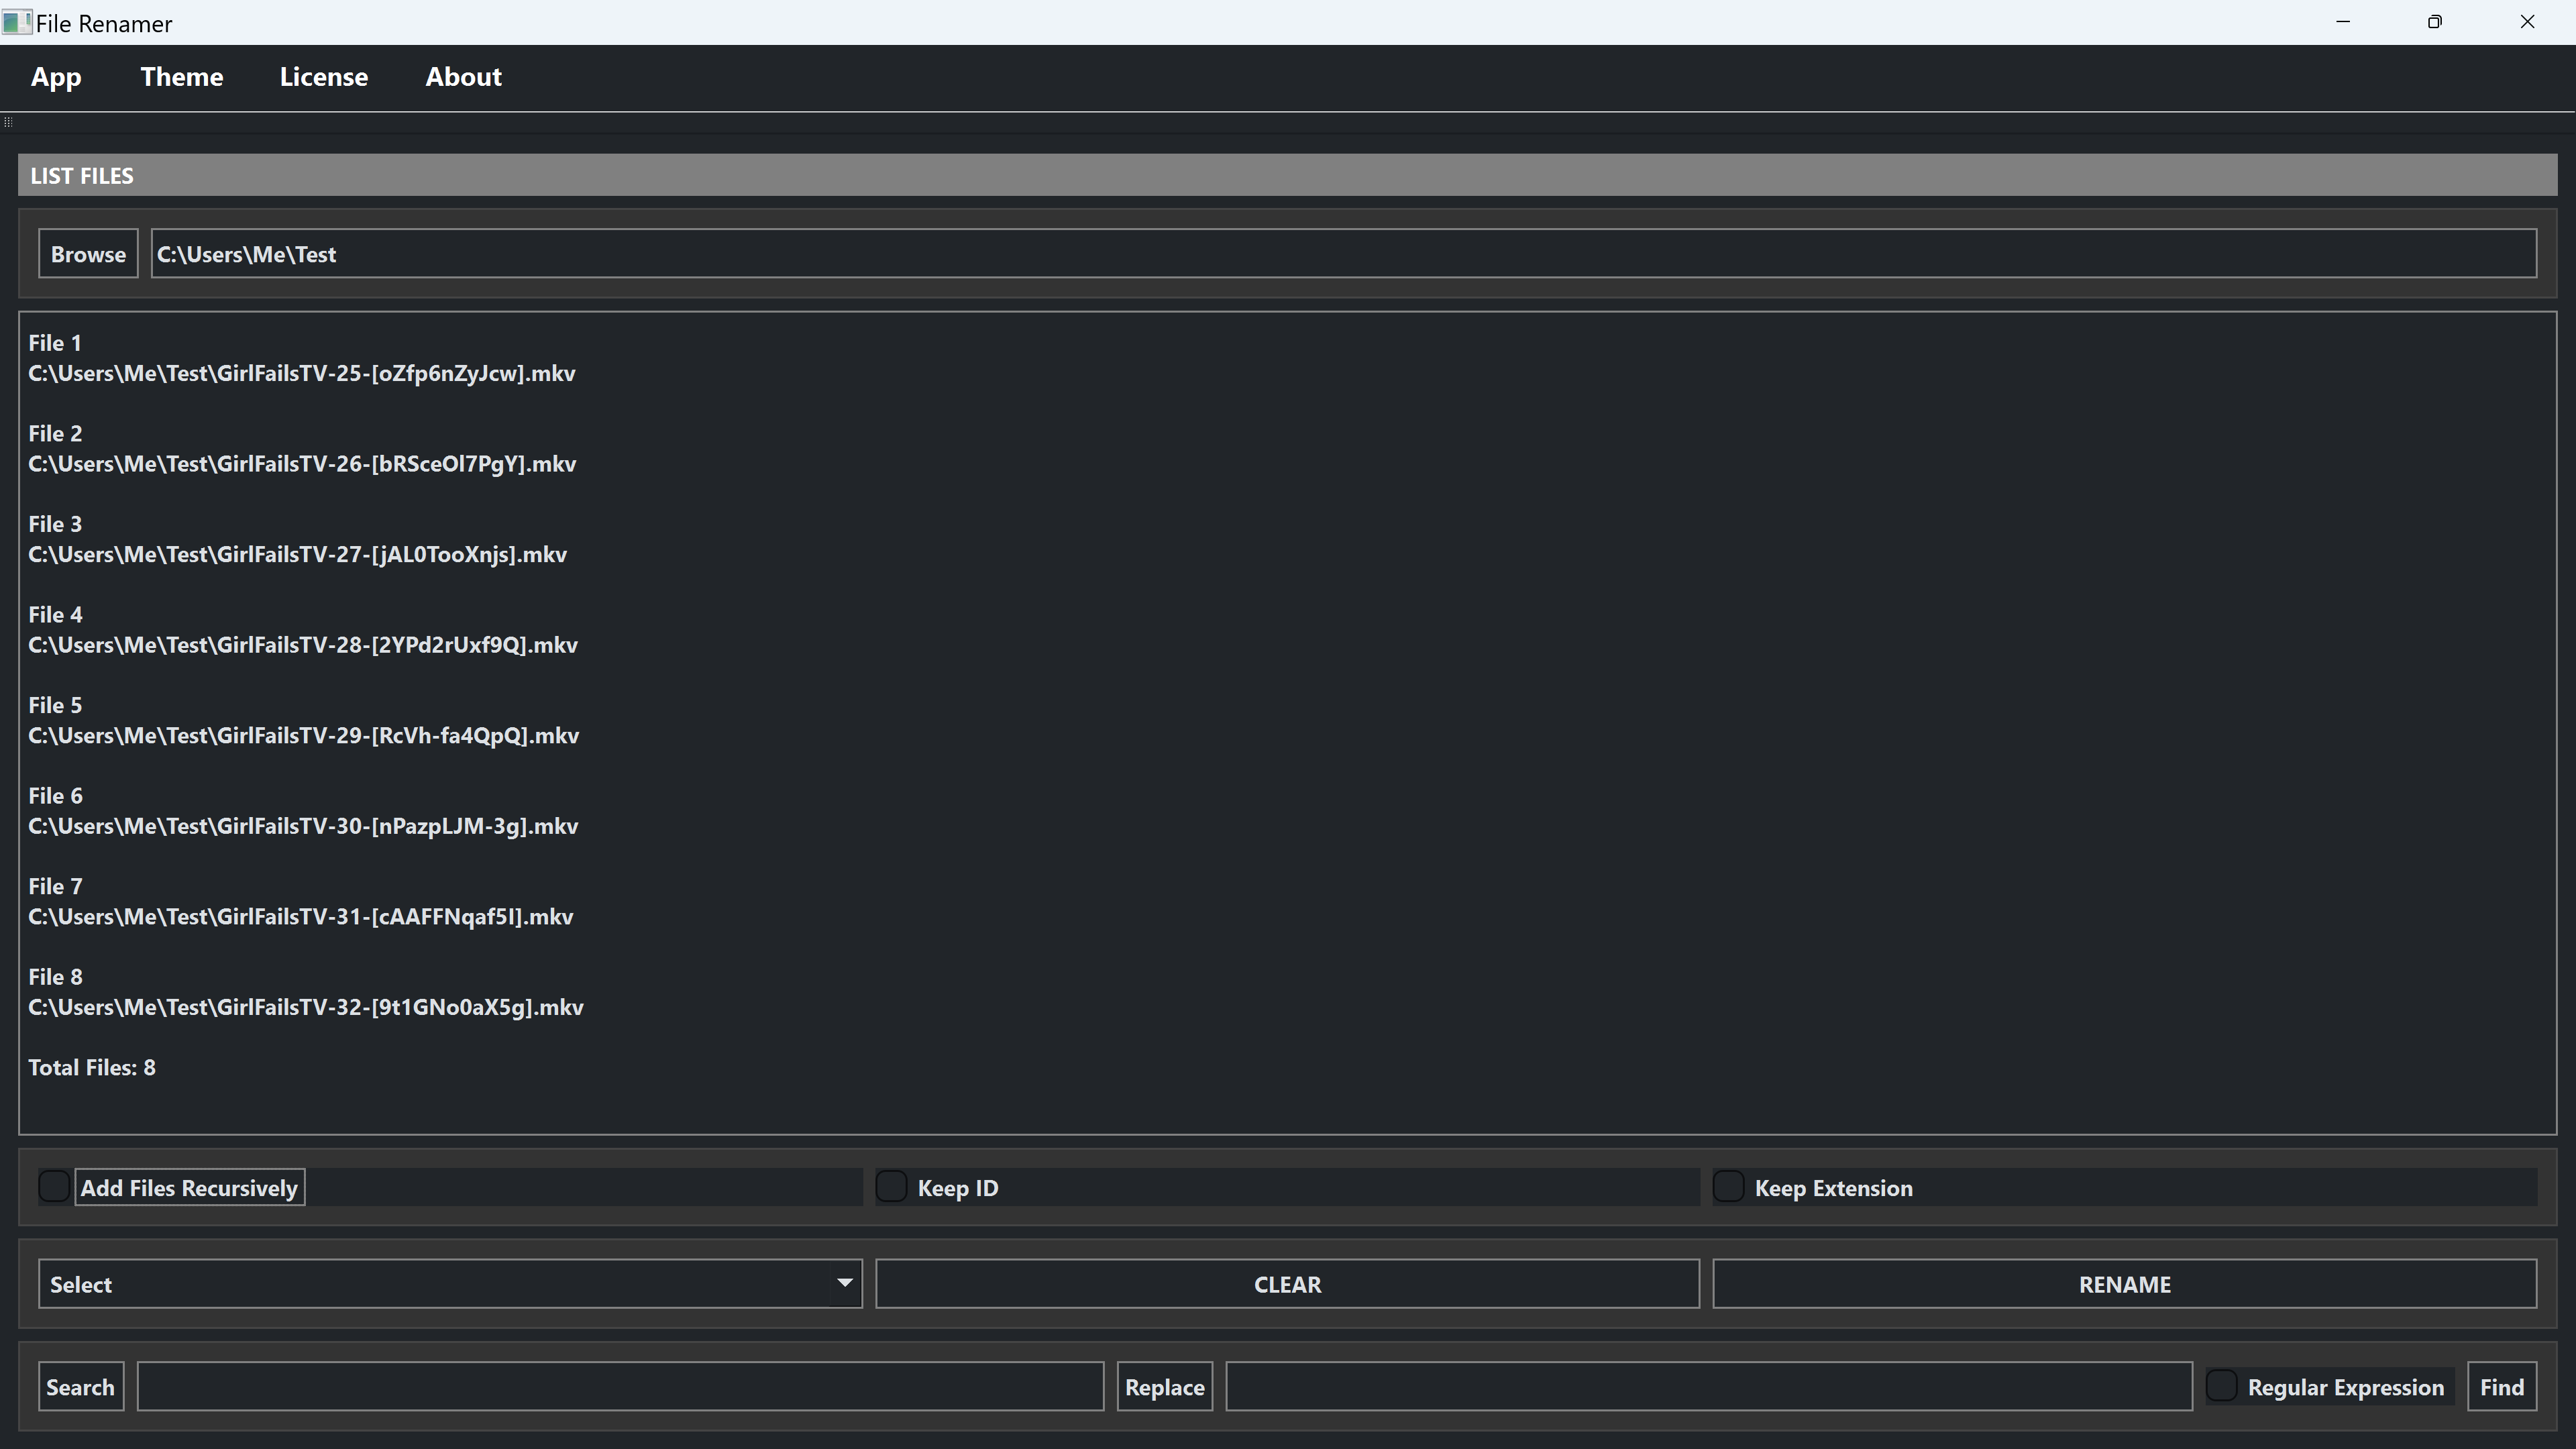 File Renamer
App Theme License About
LIST FILES
Browse C:\Users\Me\Test
File 1
C:\Users\Me\Test\GirlFailsTV-25-[oZfp6nZyJcw].mkv
File 2
C:\Users\Me\Test\GirlFailsTV-26-[bRSceOl7PgY].mkv
File 3
C:\Users\Me\Test\GirlFailsTV-27-[jAL0TooXnjs].mkv
File 4
C:\Users\Me\Test\GirlFailsTV-28-[2YPd2rUxf9Q].mkv
File 5
C:\Users\Me\Test\GirlFailsTV-29-[RcVh-fa4QpQ].mkv
File 6
C:\Users\Me\Test\GirlFailsTV-30-[nPazpLJM-3g].mkv
File 7
C:\Users\Me\Test\GirlFailsTV-31-[cAAFFNqaf5I].mkv
File 8
C:\Users\Me\Test\GirlFailsTV-32-[9t1GNo0aX5g].mkv
Total Files: 8
Add Files Recursively Keep ID Keep Extension
Select CLEAR RENAME
Search Replace Regular Expression Find